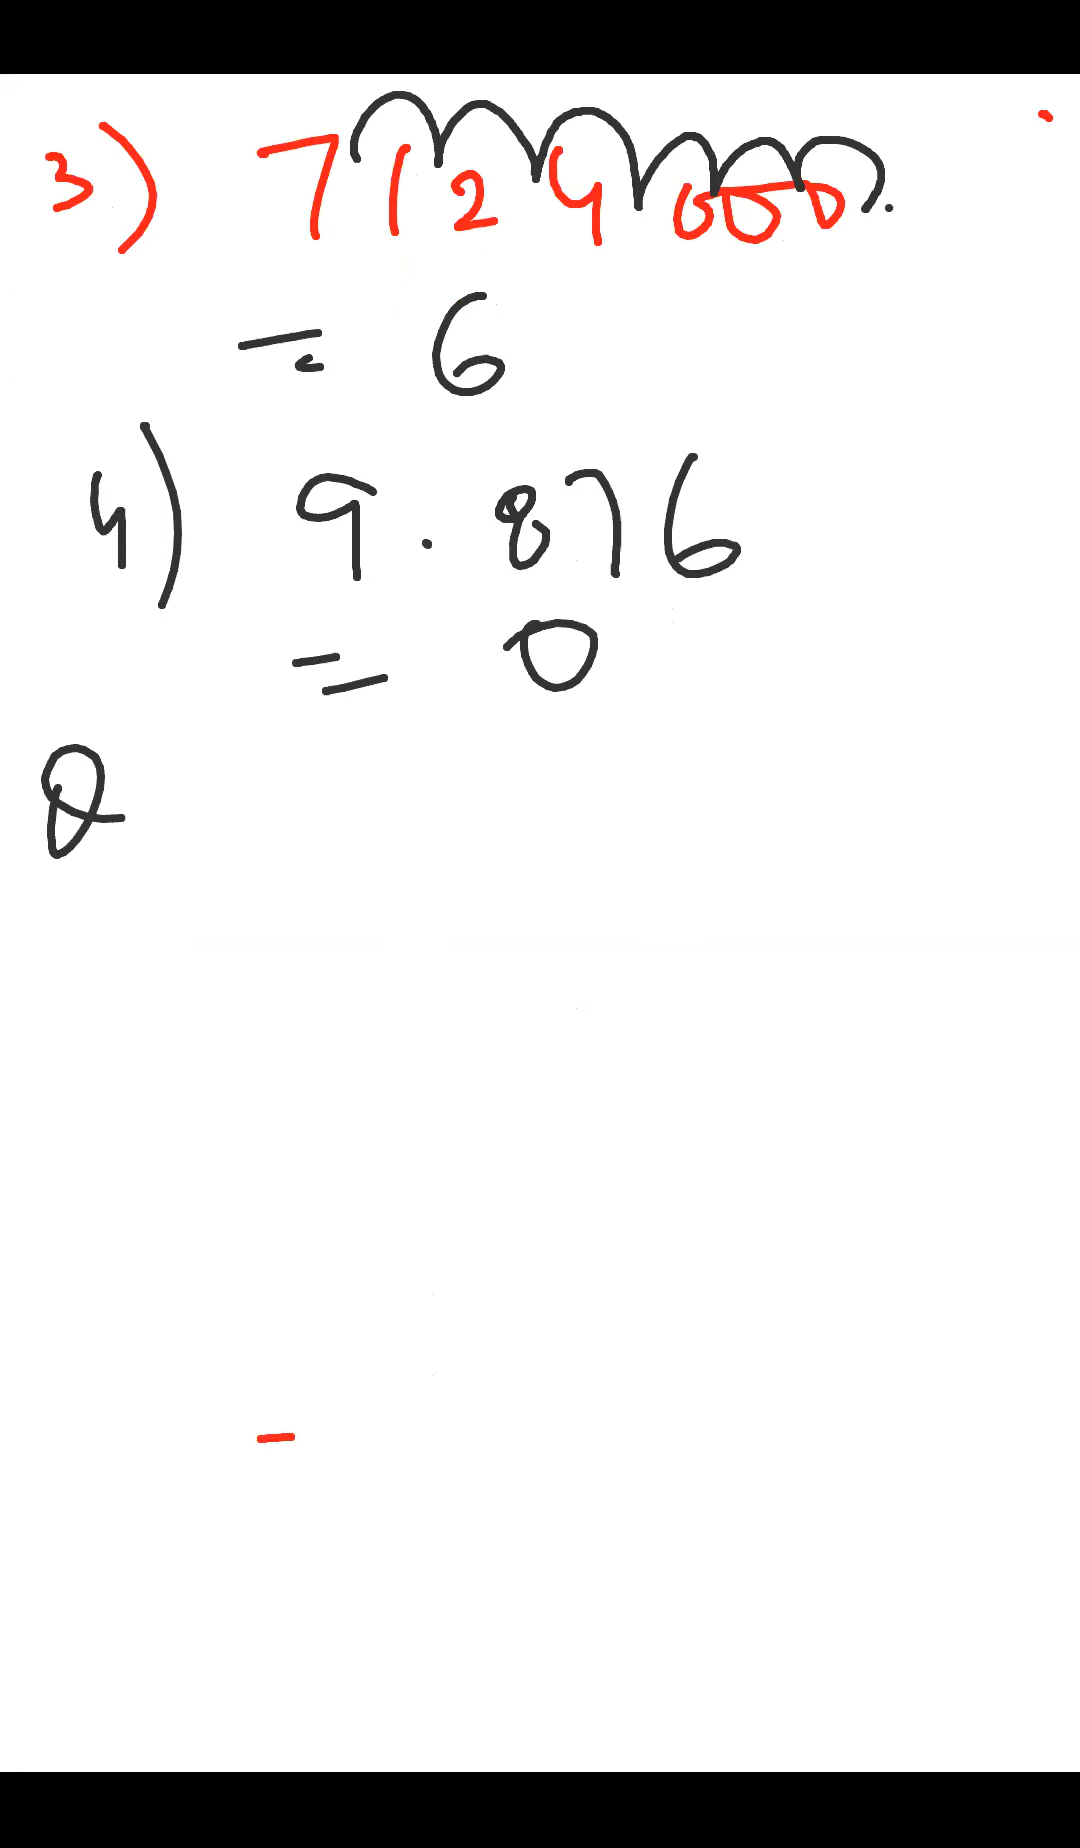 3) 7124000.
= 6
4) 9.876
= 0
Q